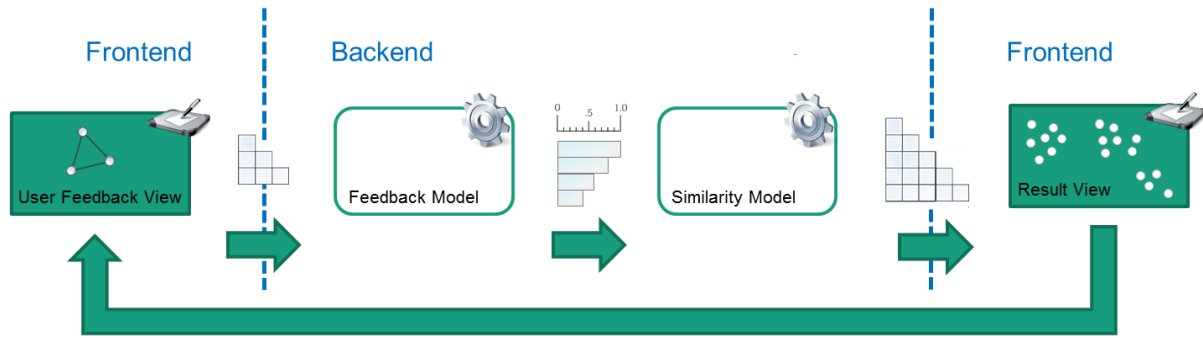 Frontend
Backend
Frontend
0 .5 1.0
User Feedback View
Feedback Model
Similarity Model
Result View